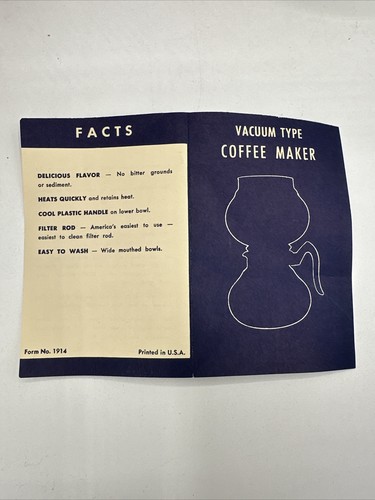 FACTS
DELICIOUS FLAVOR — No bitter grounds
or sediment.
HEATS QUICKLY and retains heat.
COOL PLASTIC HANDLE on lower bowl.
FILTER ROD — America's easiest to use —
easiest to clean filter rod.
EASY TO WASH — Wide mouthed bowls.
Form No. 1914
Printed in U.S.A.
VACUUM TYPE
COFFEE MAKER